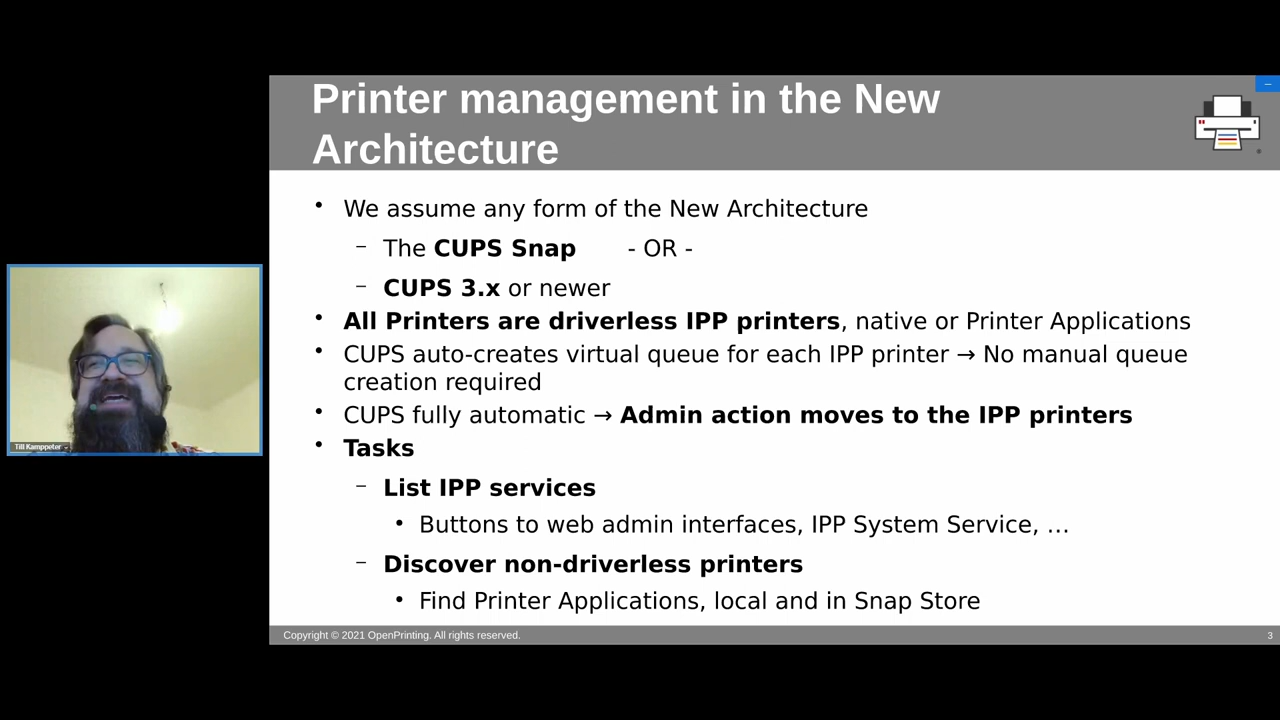 Printer management in the New
Architecture
• We assume any form of the New Architecture
– The CUPS Snap - OR -
– CUPS 3.x or newer
• All Printers are driverless IPP printers, native or Printer Applications
• CUPS auto-creates virtual queue for each IPP printer → No manual queue
creation required
• CUPS fully automatic → Admin action moves to the IPP printers
• Tasks
– List IPP services
• Buttons to web admin interfaces, IPP System Service, …
– Discover non-driverless printers
• Find Printer Applications, local and in Snap Store
Till Kamppeter
Copyright © 2021 OpenPrinting. All rights reserved.
3